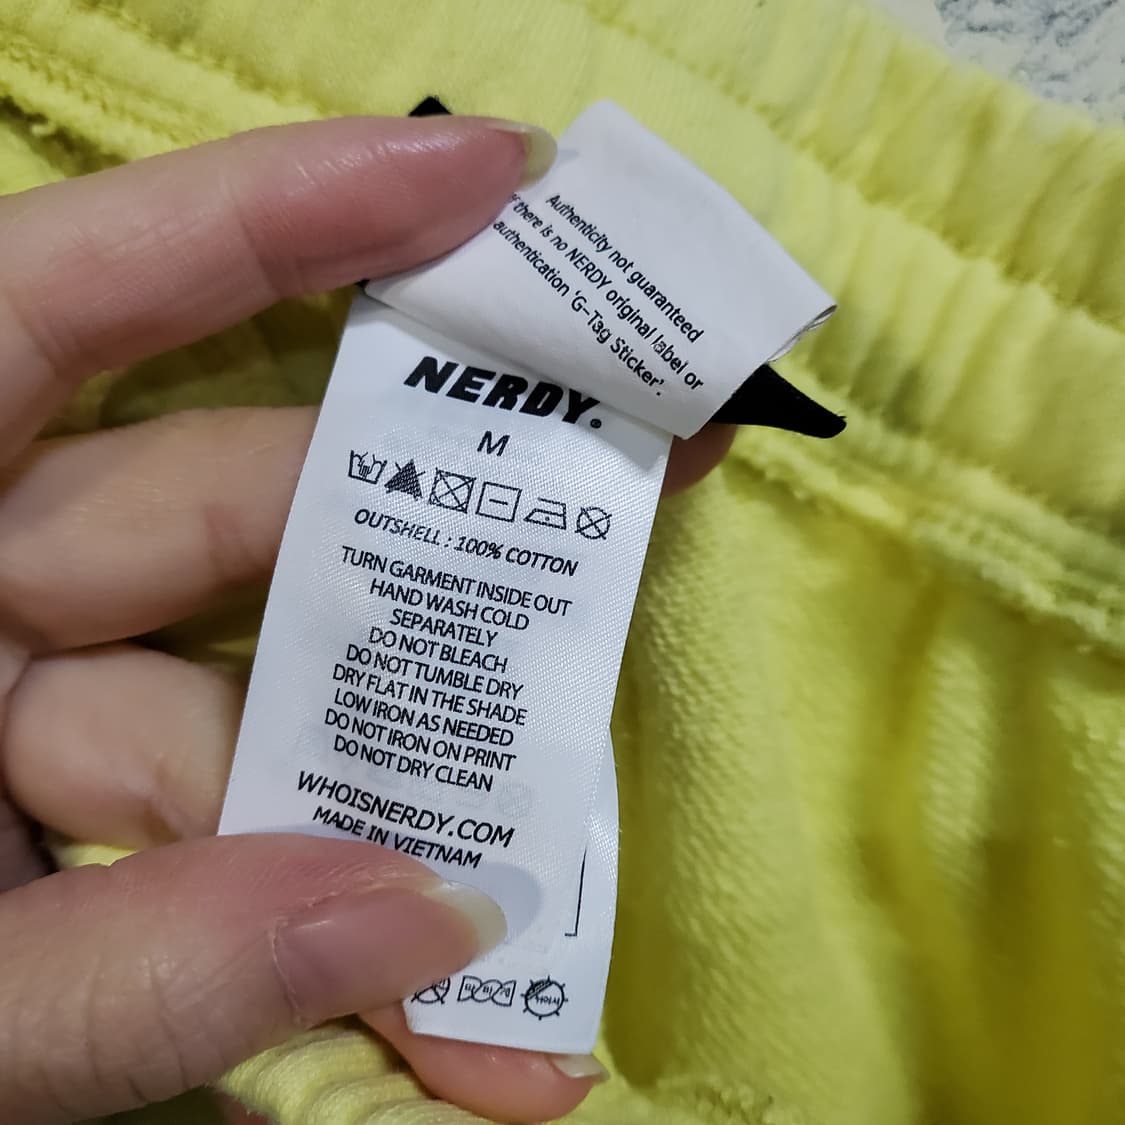 Authenticity not guaranteed
if there is no NERDY original label or
authentication 'G-Tag Sticker'.
NERDY.
M
OUTSHELL : 100% COTTON
TURN GARMENT INSIDE OUT
HAND WASH COLD
SEPARATELY
DO NOT BLEACH
DO NOT TUMBLE DRY
DRY FLAT IN THE SHADE
LOW IRON AS NEEDED
DO NOT IRON ON PRINT
DO NOT DRY CLEAN
WHOISNERDY.COM
MADE IN VIETNAM